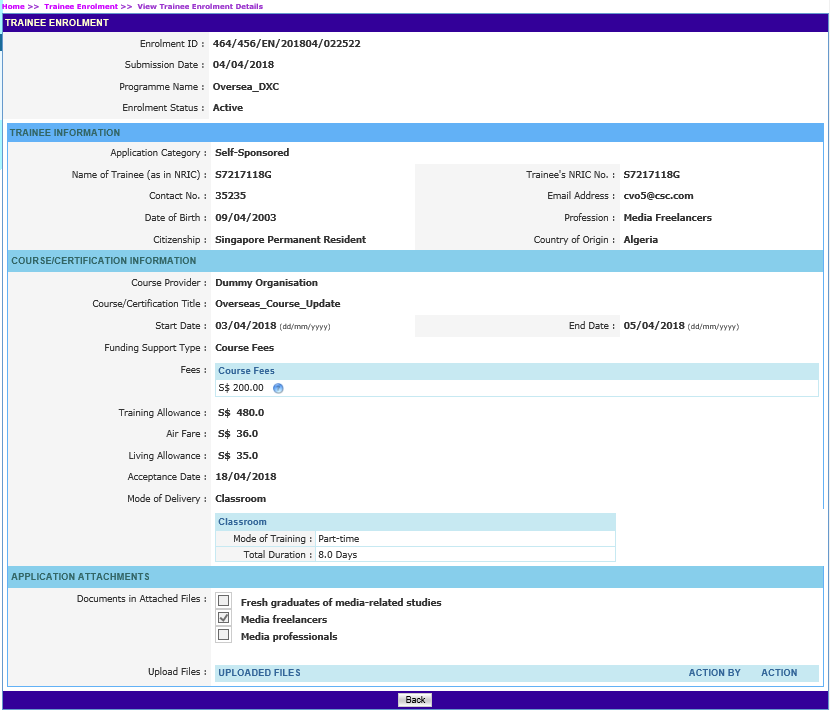 Home >> Trainee Enrolment >> View Trainee Enrolment Details
TRAINEE ENROLMENT
Enrolment ID : 464/456/EN/201804/022522
Submission Date : 04/04/2018
Programme Name : Oversea_DXC
Enrolment Status : Active
TRAINEE INFORMATION
Application Category : Self-Sponsored
Name of Trainee (as in NRIC) : S7217118G Trainee's NRIC No. : S7217118G
Contact No. : 35235 Email Address : cvo5@csc.com
Date of Birth : 09/04/2003 Profession : Media Freelancers
Citizenship : Singapore Permanent Resident Country of Origin : Algeria
COURSE/CERTIFICATION INFORMATION
Course Provider : Dummy Organisation
Course/Certification Title : Overseas_Course_Update
Start Date : 03/04/2018 (dd/mm/yyyy) End Date : 05/04/2018 (dd/mm/yyyy)
Funding Support Type : Course Fees
Fees : Course Fees
S$ 200.00
Training Allowance : S$ 480.0
Air Fare : S$ 36.0
Living Allowance : S$ 35.0
Acceptance Date : 18/04/2018
Mode of Delivery : Classroom
Classroom
Mode of Training : Part-time
Total Duration : 8.0 Days
APPLICATION ATTACHMENTS
Documents in Attached Files : Fresh graduates of media-related studies
Media freelancers
Media professionals
Upload Files : UPLOADED FILES ACTION BY ACTION
Back